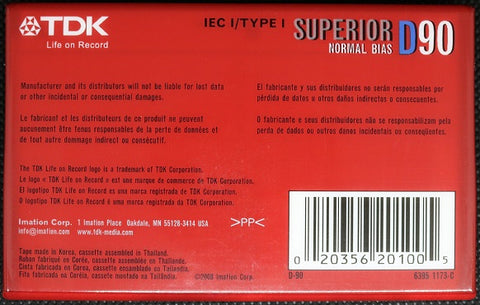 TDK
Life on Record
IEC I/TYPE I
SUPERIOR
NORMAL BIAS
D90
Manufacturer and its distributors will not be liable for lost data
or other incidental or consequential damages.
Le fabricant et les distributeurs de ce produit ne peuvent
aucunement être tenus responsables de la perte de données et
de tout autre dommage indirect ou consécutif.
El fabricante y sus distribuidores no serán responsables por
pérdida de datos u otros daños indirectos o consecuentes.
O fabricante e seus distribuidores não se responsabilizam pela
perda de dados ou outros danos incidentais ou conseqüentes.
The TDK Life on Record logo is a trademark of TDK Corporation.
Le logo « TDK Life on Record » est une marque de commerce de TDK Corporation.
El logotipo TDK Life on Record es una marca registrada de TDK Corporation.
O logotipo TDK Life on Record é uma marca registrada da TDK Corporation.
Imation Corp. 1 Imation Place Oakdale, MN 55128-3414 USA
info@imation.com www.tdk-media.com
>PP<
Tape made in Korea, cassette assembled in Thailand.
Ruban fabriqué en Corée, cassette assemblée en Thaïlande.
Cinta fabricada en Corea, cassette ensamblado en Tailandia.
Fita fabricada na Coréia, cassete montado na Tailândia.
©2008 Imation Corp.
0 20356 20100 5
D-90
6395 1173 C